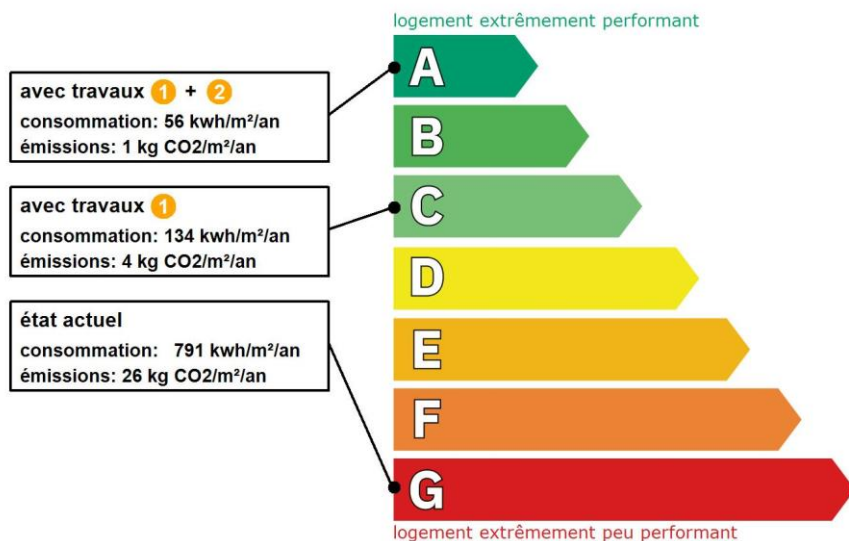 logement extrêmement performant
A
avec travaux 1 + 2
consommation: 56 kwh/m²/an
émissions: 1 kg CO2/m²/an
B
C
avec travaux 1
consommation: 134 kwh/m²/an
émissions: 4 kg CO2/m²/an
D
état actuel
consommation: 791 kwh/m²/an
émissions: 26 kg CO2/m²/an
E
F
G
logement extrêmement peu performant